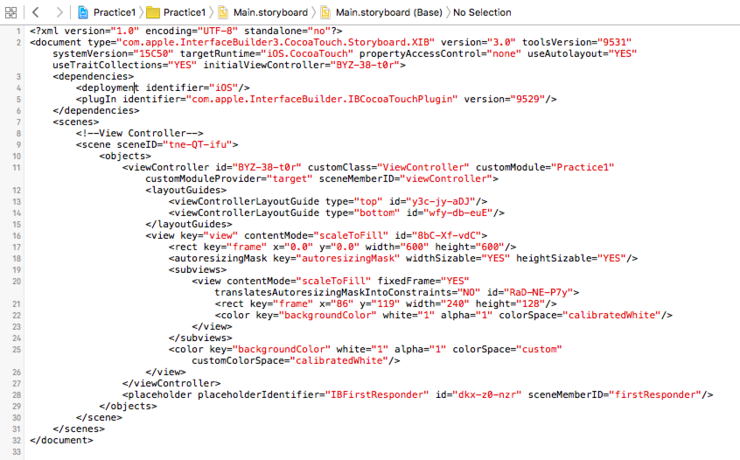 Practice1 > Practice1 > Main.storyboard > Main.storyboard (Base) > No Selection
1 <?xml version="1.0" encoding="UTF-8" standalone="no"?>
2 <document type="com.apple.InterfaceBuilder3.CocoaTouch.Storyboard.XIB" version="3.0" toolsVersion="9531"
systemVersion="15C50" targetRuntime="iOS.CocoaTouch" propertyAccessControl="none" useAutolayout="YES"
useTraitCollections="YES" initialViewController="BYZ-38-t0r">
3 <dependencies>
4 <deployment identifier="iOS"/>
5 <plugIn identifier="com.apple.InterfaceBuilder.IBCocoaTouchPlugin" version="9529"/>
6 </dependencies>
7 <scenes>
8 <!--View Controller-->
9 <scene sceneID="tne-QT-ifu">
10 <objects>
11 <viewController id="BYZ-38-t0r" customClass="ViewController" customModule="Practice1"
customModuleProvider="target" sceneMemberID="viewController">
12 <layoutGuides>
13 <viewControllerLayoutGuide type="top" id="y3c-jy-aDJ"/>
14 <viewControllerLayoutGuide type="bottom" id="wfy-db-euE"/>
15 </layoutGuides>
16 <view key="view" contentMode="scaleToFill" id="8bC-Xf-vdC">
17 <rect key="frame" x="0.0" y="0.0" width="600" height="600"/>
18 <autoresizingMask key="autoresizingMask" widthSizable="YES" heightSizable="YES"/>
19 <subviews>
20 <view contentMode="scaleToFill" fixedFrame="YES"
translatesAutoresizingMaskIntoConstraints="NO" id="RaD-NE-P7y">
21 <rect key="frame" x="86" y="119" width="240" height="128"/>
22 <color key="backgroundColor" white="1" alpha="1" colorSpace="calibratedWhite"/>
23 </view>
24 </subviews>
25 <color key="backgroundColor" white="1" alpha="1" colorSpace="custom"
customColorSpace="calibratedWhite"/>
26 </view>
27 </viewController>
28 <placeholder placeholderIdentifier="IBFirstResponder" id="dkx-z0-nzr" sceneMemberID="firstResponder"/>
29 </objects>
30 </scene>
31 </scenes>
32 </document>
33